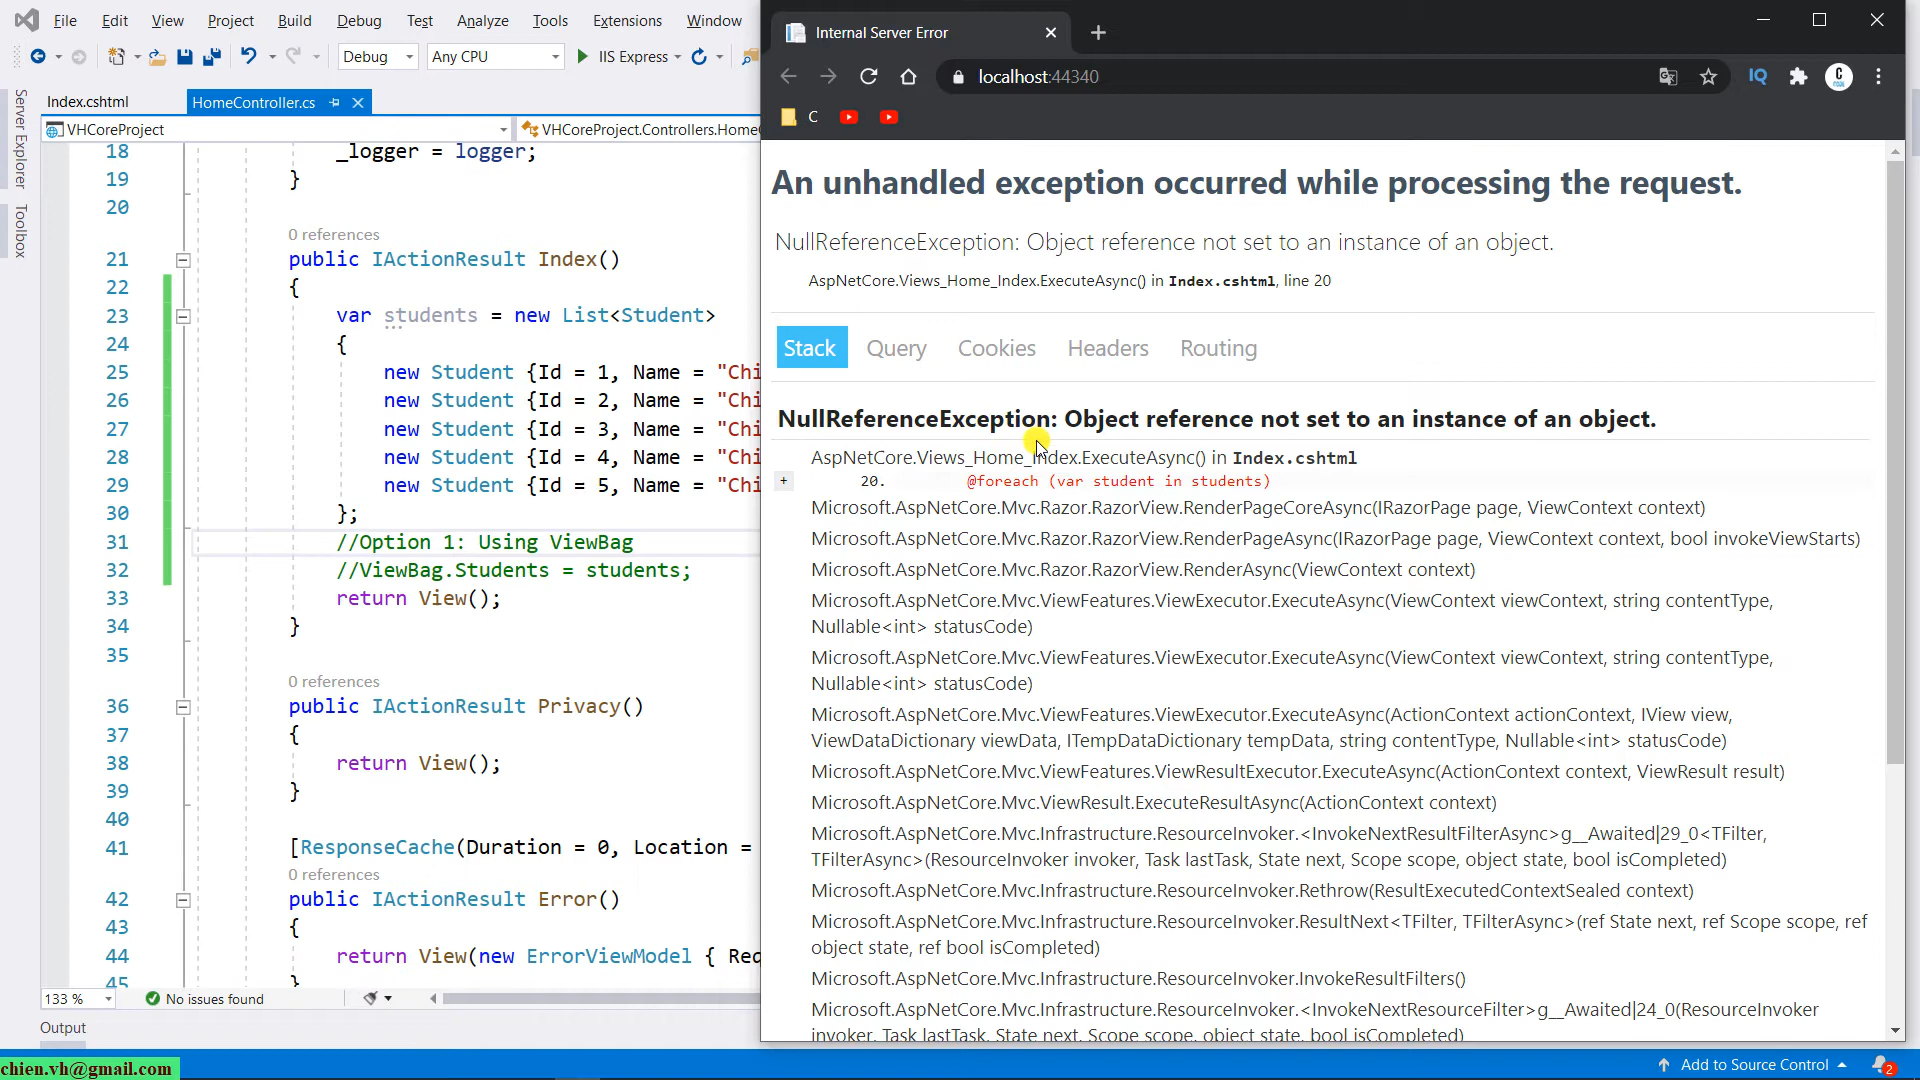 File Edit View Project Build Debug Test Analyze Tools Extensions Window
Debug Any CPU IIS Express
Server Explorer
Toolbox
Index.cshtml HomeController.cs
VHCoreProject VHCoreProject.Controllers.Home
18 _logger = logger;
19 }
20
0 references
21 public IActionResult Index()
22 {
23 var students = new List<Student>
24 {
25 new Student {Id = 1, Name = "Chi
26 new Student {Id = 2, Name = "Chi
27 new Student {Id = 3, Name = "Chi
28 new Student {Id = 4, Name = "Chi
29 new Student {Id = 5, Name = "Chi
30 };
31 //Option 1: Using ViewBag
32 //ViewBag.Students = students;
33 return View();
34 }
35
0 references
36 public IActionResult Privacy()
37 {
38 return View();
39 }
40
41 [ResponseCache(Duration = 0, Location =
0 references
42 public IActionResult Error()
43 {
44 return View(new ErrorViewModel { Req
45 }
133 % No issues found
Output
chien.vh@gmail.com
Add to Source Control 2
Internal Server Error
localhost:44340
IQ
C
An unhandled exception occurred while processing the request.
NullReferenceException: Object reference not set to an instance of an object.
AspNetCore.Views_Home_Index.ExecuteAsync() in Index.cshtml, line 20
Stack Query Cookies Headers Routing
NullReferenceException: Object reference not set to an instance of an object.
AspNetCore.Views_Home_Index.ExecuteAsync() in Index.cshtml
+ 20. @foreach (var student in students)
Microsoft.AspNetCore.Mvc.Razor.RazorView.RenderPageCoreAsync(IRazorPage page, ViewContext context)
Microsoft.AspNetCore.Mvc.Razor.RazorView.RenderPageAsync(IRazorPage page, ViewContext context, bool invokeViewStarts)
Microsoft.AspNetCore.Mvc.Razor.RazorView.RenderAsync(ViewContext context)
Microsoft.AspNetCore.Mvc.ViewFeatures.ViewExecutor.ExecuteAsync(ViewContext viewContext, string contentType,
Nullable<int> statusCode)
Microsoft.AspNetCore.Mvc.ViewFeatures.ViewExecutor.ExecuteAsync(ViewContext viewContext, string contentType,
Nullable<int> statusCode)
Microsoft.AspNetCore.Mvc.ViewFeatures.ViewExecutor.ExecuteAsync(ActionContext actionContext, IView view,
ViewDataDictionary viewData, ITempDataDictionary tempData, string contentType, Nullable<int> statusCode)
Microsoft.AspNetCore.Mvc.ViewFeatures.ViewResultExecutor.ExecuteAsync(ActionContext context, ViewResult result)
Microsoft.AspNetCore.Mvc.ViewResult.ExecuteResultAsync(ActionContext context)
Microsoft.AspNetCore.Mvc.Infrastructure.ResourceInvoker.<InvokeNextResultFilterAsync>g__Awaited|29_0<TFilter,
TFilterAsync>(ResourceInvoker invoker, Task lastTask, State next, Scope scope, object state, bool isCompleted)
Microsoft.AspNetCore.Mvc.Infrastructure.ResourceInvoker.Rethrow(ResultExecutedContextSealed context)
Microsoft.AspNetCore.Mvc.Infrastructure.ResourceInvoker.ResultNext<TFilter, TFilterAsync>(ref State next, ref Scope scope, ref
object state, ref bool isCompleted)
Microsoft.AspNetCore.Mvc.Infrastructure.ResourceInvoker.InvokeResultFilters()
Microsoft.AspNetCore.Mvc.Infrastructure.ResourceInvoker.<InvokeNextResourceFilter>g__Awaited|24_0(ResourceInvoker
invoker, Task lastTask, State next, Scope scope, object state, bool isCompleted)